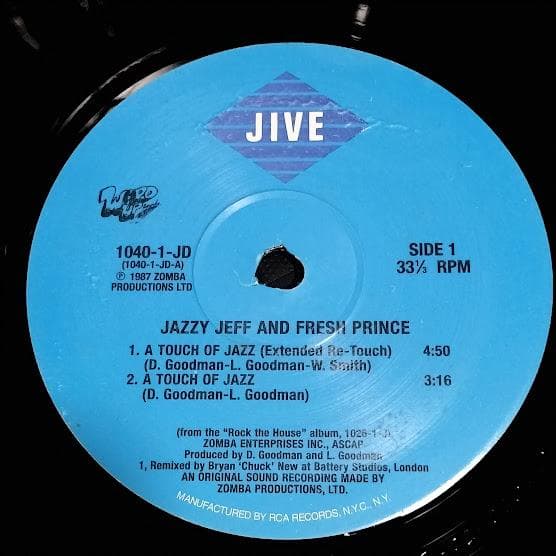 JIVE
WORD
UP!
1040-1-JD
(1040-1-JD-A)
℗ 1987 ZOMBA
PRODUCTIONS LTD
SIDE 1
33⅓ RPM
JAZZY JEFF AND FRESH PRINCE
1. A TOUCH OF JAZZ (Extended Re-Touch) 4:50
(D. Goodman-L. Goodman-W. Smith)
2. A TOUCH OF JAZZ 3:16
(D. Goodman-L. Goodman)
(from the "Rock the House" album, 1026-1-J)
ZOMBA ENTERPRISES INC., ASCAP
Produced by D. Goodman and L. Goodman
1, Remixed by Bryan 'Chuck' New at Battery Studios, London
AN ORIGINAL SOUND RECORDING MADE BY
ZOMBA PRODUCTIONS, LTD.
MANUFACTURED BY RCA RECORDS, N.Y.C., N.Y.